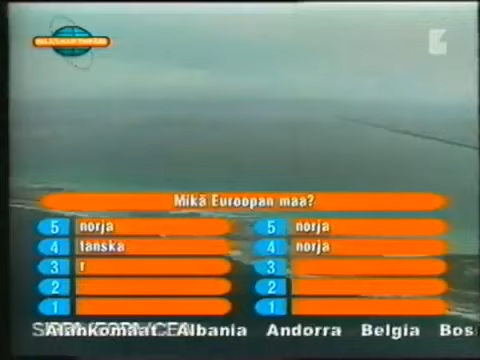 Mikä Euroopan maa?
5 norja 5 norja
4 tanska 4 norja
3 r 3
2 2
1 1
Alankomaat Albania Andorra Belgia Bos